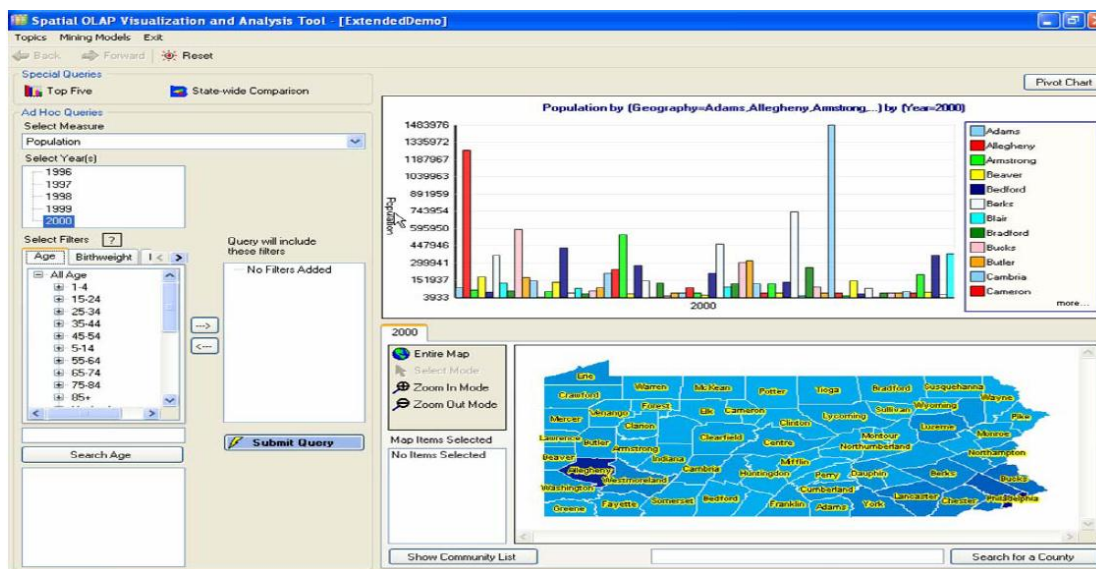 Spatial OLAP Visualization and Analysis Tool - [ExtendedDemo]
Topics Mining Models Exit
Back Forward Reset
Special Queries
Top Five State-wide Comparison
Ad Hoc Queries
Select Measure
Population
Select Year(s)
1996
1997
1998
1999
2000
Select Filters ?
Age Birthweight
All Age
1-4
15-24
25-34
35-44
45-54
5-14
55-64
65-74
75-84
85+
Search Age
Query will include
these filters
No Filters Added
--->
<---
Submit Query
Pivot Chart
Population by (Geography=Adams,Allegheny,Armstrong,...) by (Year=2000)
Population
1483976
1335972
1187967
1039963
891959
743954
595950
447946
299941
151937
3933
2000
Adams
Allegheny
Armstrong
Beaver
Bedford
Berks
Blair
Bradford
Bucks
Butler
Cambria
Cameron
more...
2000
Entire Map
Select Mode
Zoom In Mode
Zoom Out Mode
Map Items Selected
No Items Selected
Erie
Crawford Warren McKean Potter Tioga Bradford Susquehanna
Wayne
Mercer Venango Forest Elk Cameron Lycoming Sullivan Wyoming Pike
Clarion Clinton Luzerne Monroe
Lawrence Butler Armstrong Clearfield Centre Montour Northumberland Northampton
Beaver Indiana Mifflin
Allegheny Westmoreland Cambria Huntingdon Perry Dauphin Berks Bucks
Washington Cumberland Lancaster Chester Philadelphia
Greene Fayette Somerset Bedford Franklin Adams York
Show Community List
Search for a County